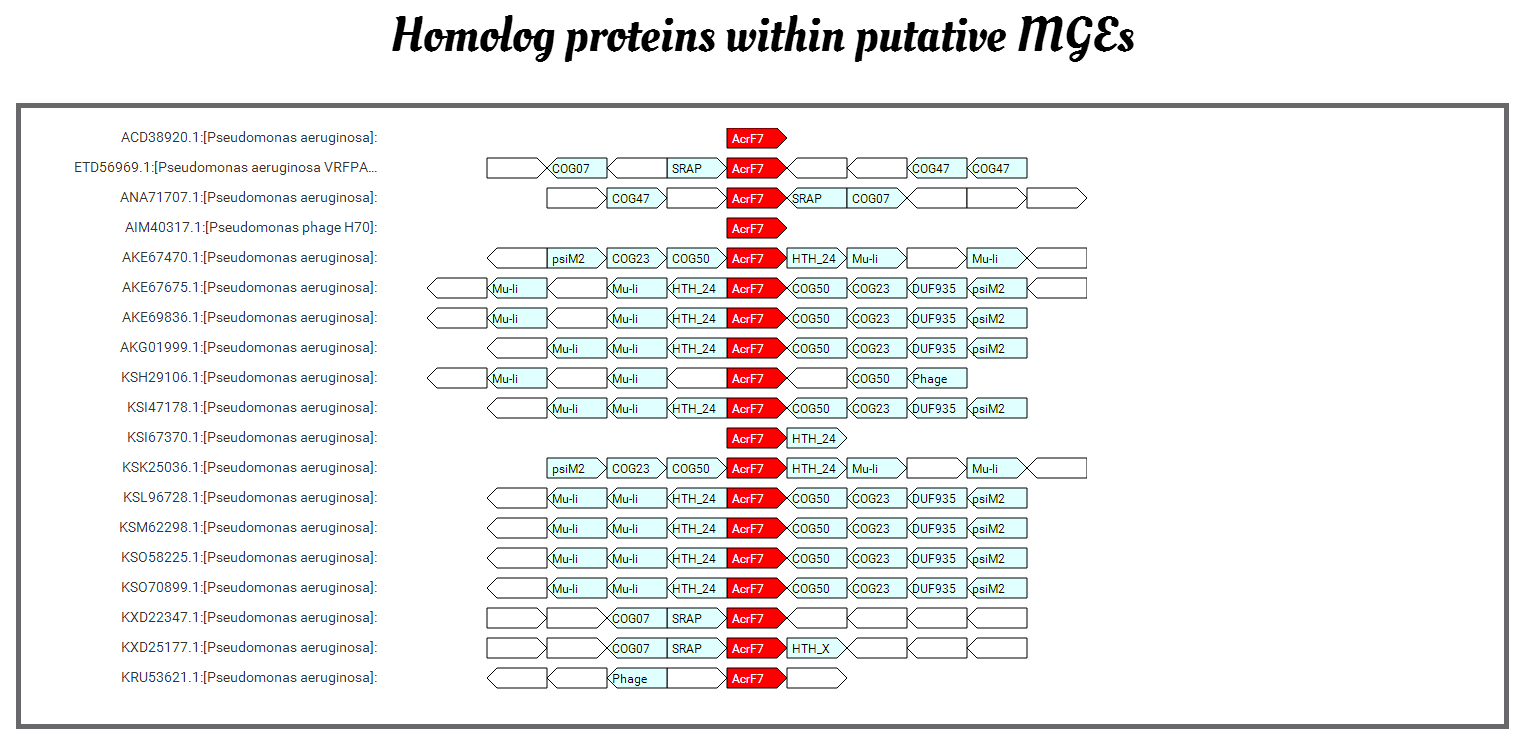 Homolog proteins within putative MGEs
ACD38920.1:[Pseudomonas aeruginosa]: AcrF7
ETD56969.1:[Pseudomonas aeruginosa VRFPA... COG07 SRAP AcrF7 COG47 COG47
ANA71707.1:[Pseudomonas aeruginosa]: COG47 AcrF7 SRAP COG07
AIM40317.1:[Pseudomonas phage H70]: AcrF7
AKE67470.1:[Pseudomonas aeruginosa]: psiM2 COG23 COG50 AcrF7 HTH_24 Mu-li Mu-li
AKE67675.1:[Pseudomonas aeruginosa]: Mu-li Mu-li HTH_24 AcrF7 COG50 COG23 DUF935 psiM2
AKE69836.1:[Pseudomonas aeruginosa]: Mu-li Mu-li HTH_24 AcrF7 COG50 COG23 DUF935 psiM2
AKG01999.1:[Pseudomonas aeruginosa]: Mu-li Mu-li HTH_24 AcrF7 COG50 COG23 DUF935 psiM2
KSH29106.1:[Pseudomonas aeruginosa]: Mu-li Mu-li AcrF7 COG50 Phage
KSI47178.1:[Pseudomonas aeruginosa]: Mu-li Mu-li HTH_24 AcrF7 COG50 COG23 DUF935 psiM2
KSI67370.1:[Pseudomonas aeruginosa]: AcrF7 HTH_24
KSK25036.1:[Pseudomonas aeruginosa]: psiM2 COG23 COG50 AcrF7 HTH_24 Mu-li Mu-li
KSL96728.1:[Pseudomonas aeruginosa]: Mu-li Mu-li HTH_24 AcrF7 COG50 COG23 DUF935 psiM2
KSM62298.1:[Pseudomonas aeruginosa]: Mu-li Mu-li HTH_24 AcrF7 COG50 COG23 DUF935 psiM2
KSO58225.1:[Pseudomonas aeruginosa]: Mu-li Mu-li HTH_24 AcrF7 COG50 COG23 DUF935 psiM2
KSO70899.1:[Pseudomonas aeruginosa]: Mu-li Mu-li HTH_24 AcrF7 COG50 COG23 DUF935 psiM2
KXD22347.1:[Pseudomonas aeruginosa]: COG07 SRAP AcrF7
KXD25177.1:[Pseudomonas aeruginosa]: COG07 SRAP AcrF7 HTH_X
KRU53621.1:[Pseudomonas aeruginosa]: Phage AcrF7